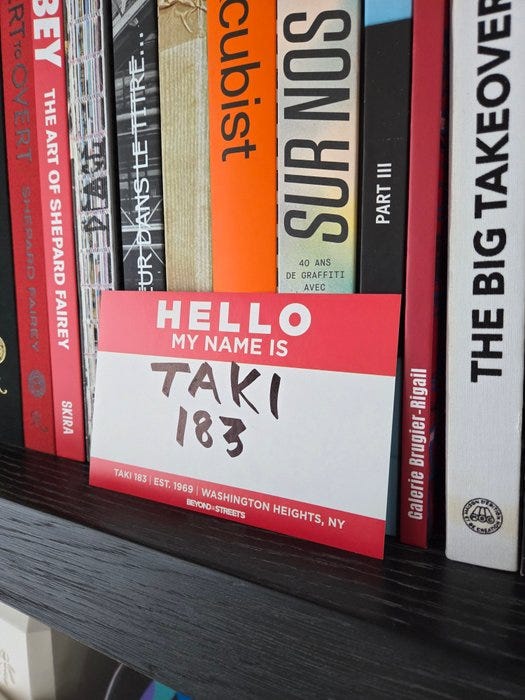 ERT TO OVERT
SHEPARD FAIREY
BEY
THE ART OF SHEPARD FAIREY
SKIRA
UR DANS LE TITRE...
cubist
SUR NOS
40 ANS
DE GRAFFITI
AVEC
PART III
Galerie Brugier-Rigail
THE BIG TAKEOVER
HELLO
MY NAME IS
TAKI
183
TAKI 183 | EST. 1969 | WASHINGTON HEIGHTS, NY
BEYOND THE STREETS